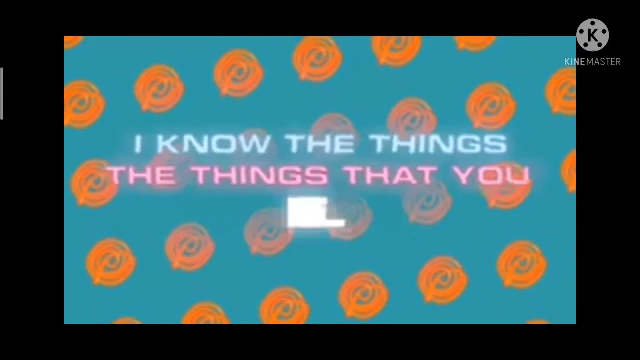 K
KINEMASTER
I KNOW THE THINGS
THE THINGS THAT YOU